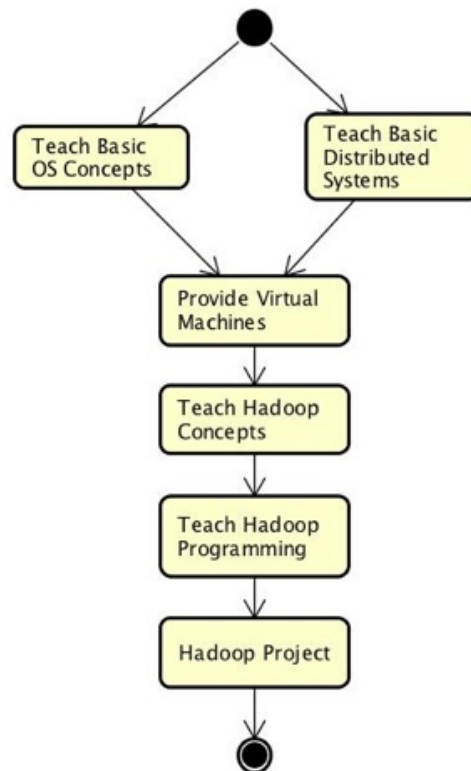 Teach Basic
OS Concepts
Teach Basic
Distributed
Systems
Provide Virtual
Machines
Teach Hadoop
Concepts
Teach Hadoop
Programming
Hadoop Project